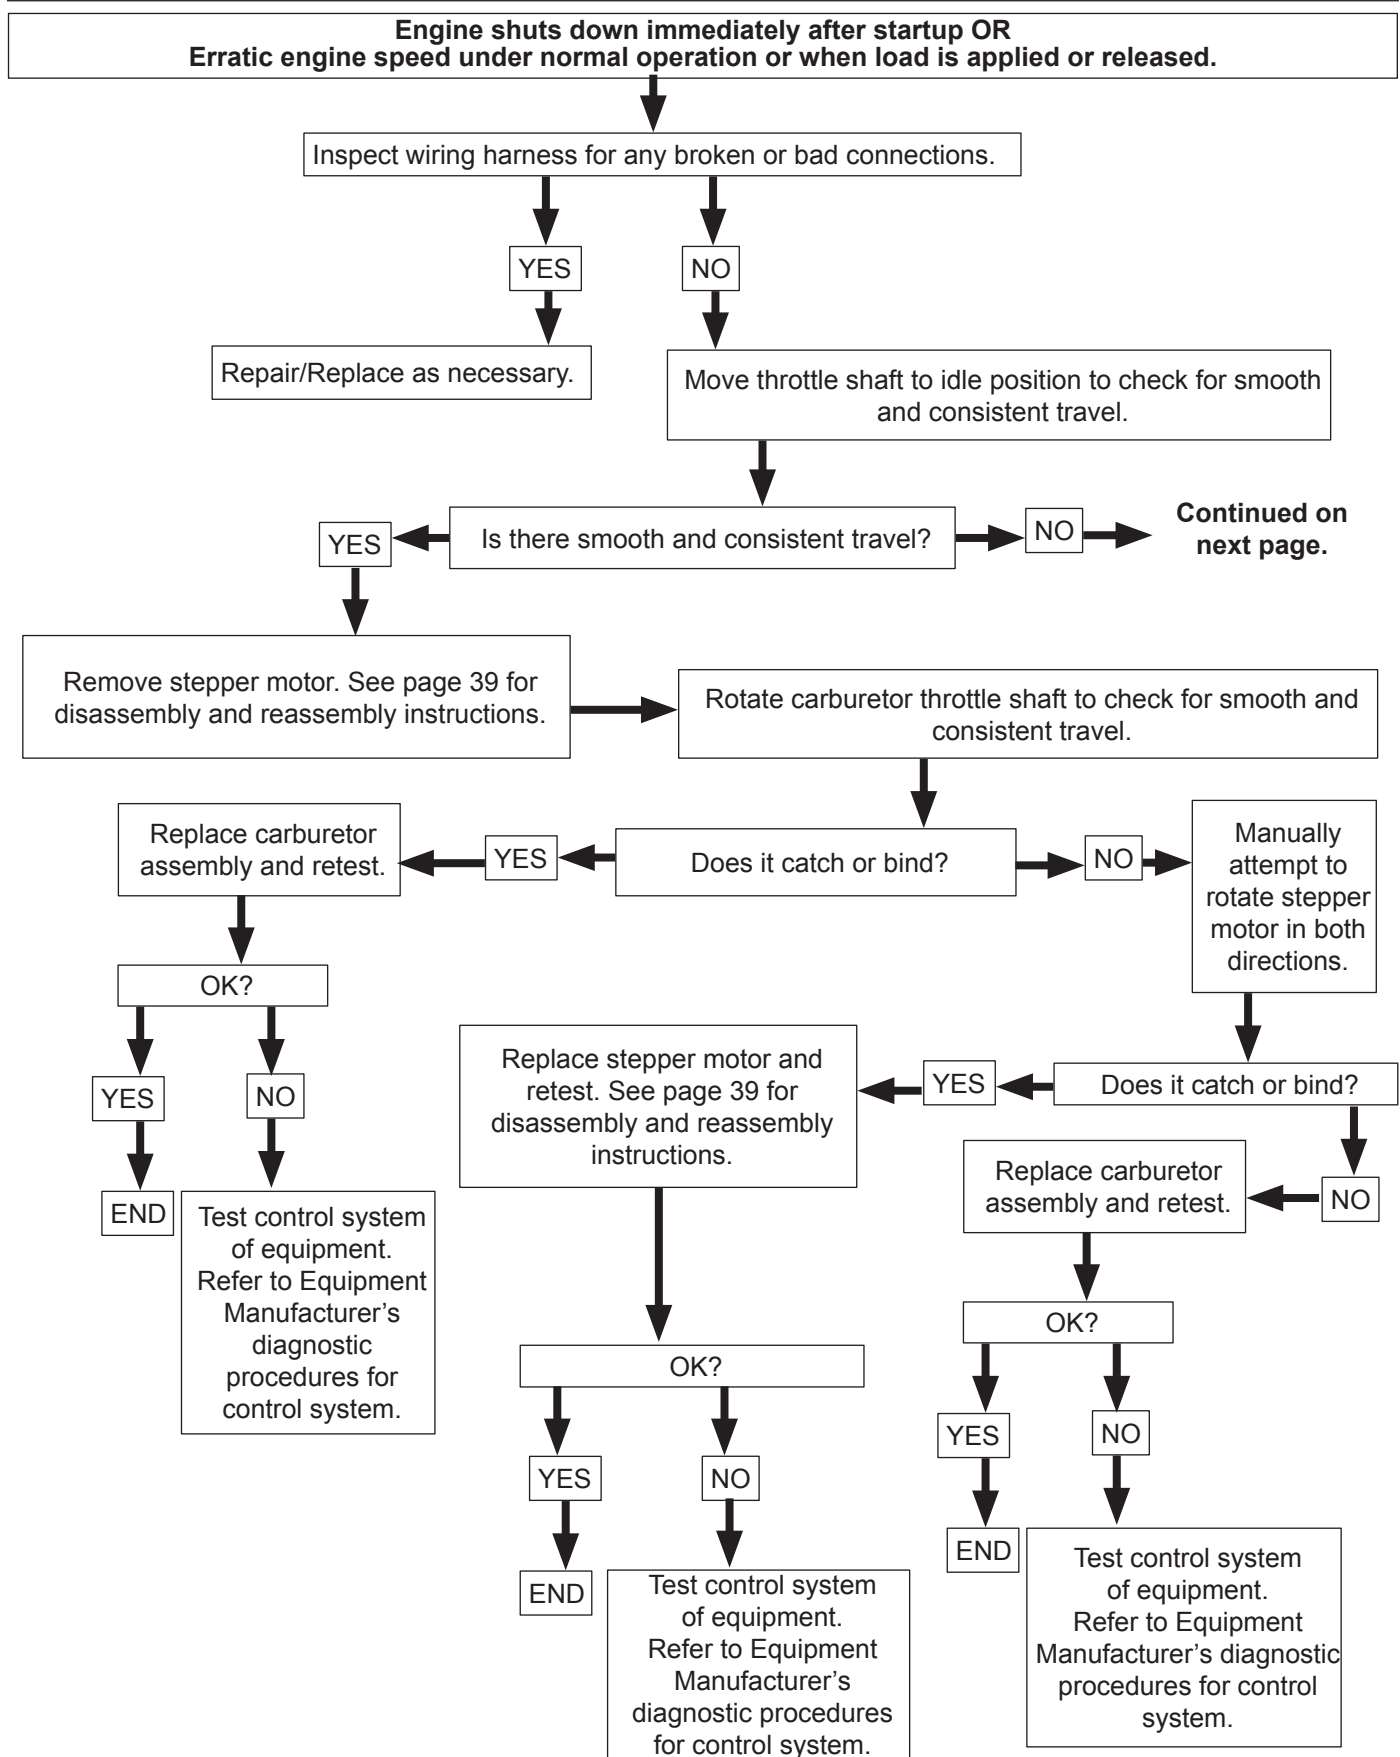 Engine shuts down immediately after startup OR
Erratic engine speed under normal operation or when load is applied or released.
Inspect wiring harness for any broken or bad connections.
YES
NO
Repair/Replace as necessary.
Move throttle shaft to idle position to check for smooth
and consistent travel.
YES
Is there smooth and consistent travel?
NO
Continued on
next page.
Remove stepper motor. See page 39 for
disassembly and reassembly instructions.
Rotate carburetor throttle shaft to check for smooth and
consistent travel.
Replace carburetor
assembly and retest.
YES
Does it catch or bind?
NO
Manually
attempt to
rotate stepper
motor in both
directions.
OK?
YES
NO
END
Test control system
of equipment.
Refer to Equipment
Manufacturer’s
diagnostic
procedures for
control system.
Replace stepper motor and
retest. See page 39 for
disassembly and reassembly
instructions.
YES
Does it catch or bind?
NO
Replace carburetor
assembly and retest.
OK?
YES
NO
END
Test control system
of equipment.
Refer to Equipment
Manufacturer’s
diagnostic procedures
for control system.
OK?
YES
NO
END
Test control system
of equipment.
Refer to Equipment
Manufacturer’s diagnostic
procedures for control
system.